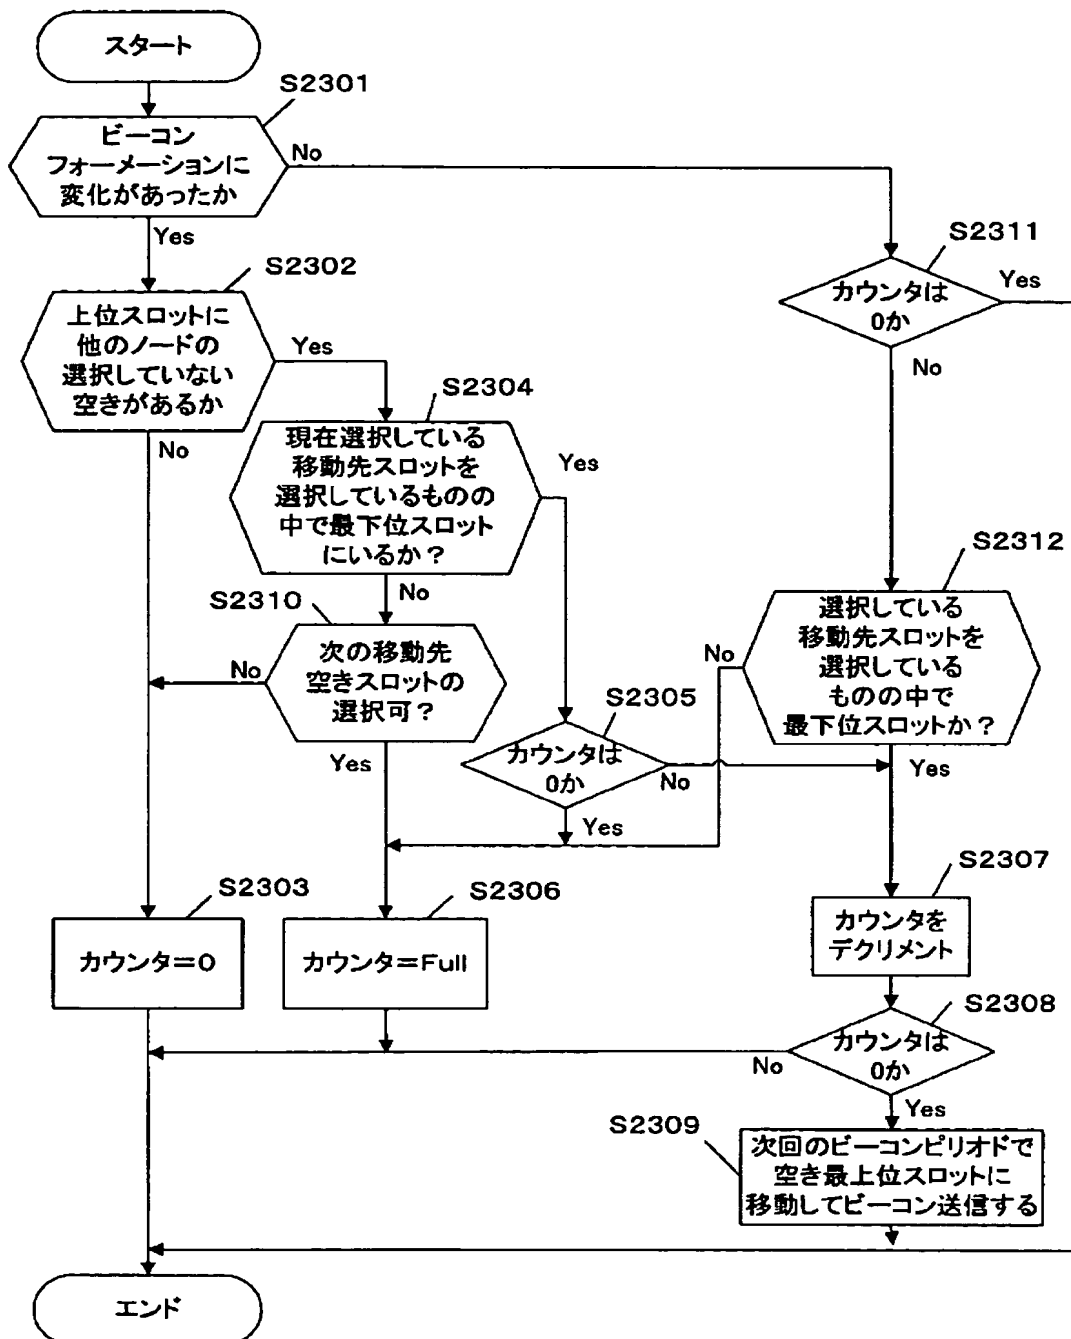 スタート
S2301
ビーコン
フォーメーションに
変化があったか
No
Yes
S2302
上位スロットに
他のノードの
選択していない
空きがあるか
Yes
No
S2311
カウンタは
0か
Yes
No
S2304
現在選択している
移動先スロットを
選択しているものの
中で最下位スロット
にいるか？
Yes
No
S2310
次の移動先
空きスロットの
選択可？
No
Yes
S2305
カウンタは
0か
No
Yes
S2312
選択している
移動先スロットを
選択している
ものの中で
最下位スロットか？
No
Yes
S2303
カウンタ=0
S2306
カウンタ=Full
S2307
カウンタを
デクリメント
S2308
カウンタは
0か
No
Yes
S2309
次回のビーコンピリオドで
空き最上位スロットに
移動してビーコン送信する
エンド